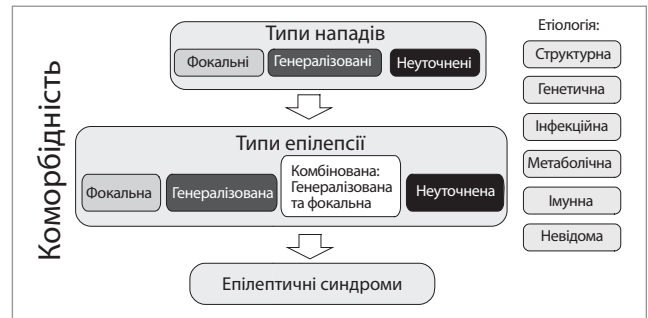 Коморбідність
Типи нападів
Фокальні
Генералізовані
Неуточнені
Типи епілепсії
Фокальна
Генералізована
Комбінована:
Генералізована
та фокальна
Неуточнена
Епілептичні синдроми
Етіологія:
Структурна
Генетична
Інфекційна
Метаболічна
Імунна
Невідома